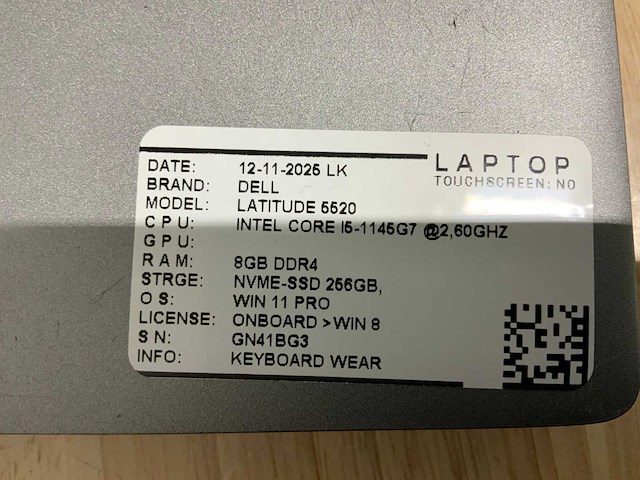 LAPTOP
TOUCHSCREEN: NO
DATE: 12-11-2025 LK
BRAND: DELL
MODEL: LATITUDE 5520
CPU: INTEL CORE I5-1145G7 @2,60GHZ
GPU:
RAM: 8GB DDR4
STRGE: NVME-SSD 256GB,
OS: WIN 11 PRO
LICENSE: ONBOARD >WIN 8
SN: GN41BG3
INFO: KEYBOARD WEAR